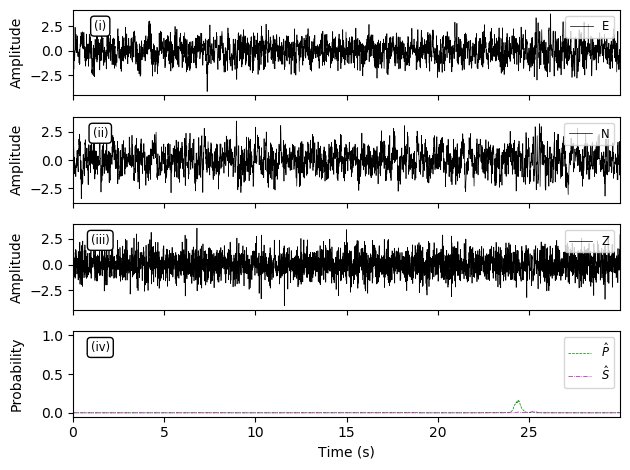 (i)
E
Amplitude
2.5
0.0
−2.5
(ii)
N
Amplitude
2.5
0.0
−2.5
(iii)
Z
Amplitude
2.5
0.0
−2.5
(iv)
P̂
Ŝ
Probability
1.0
0.5
0.0
0 5 10 15 20 25
Time (s)